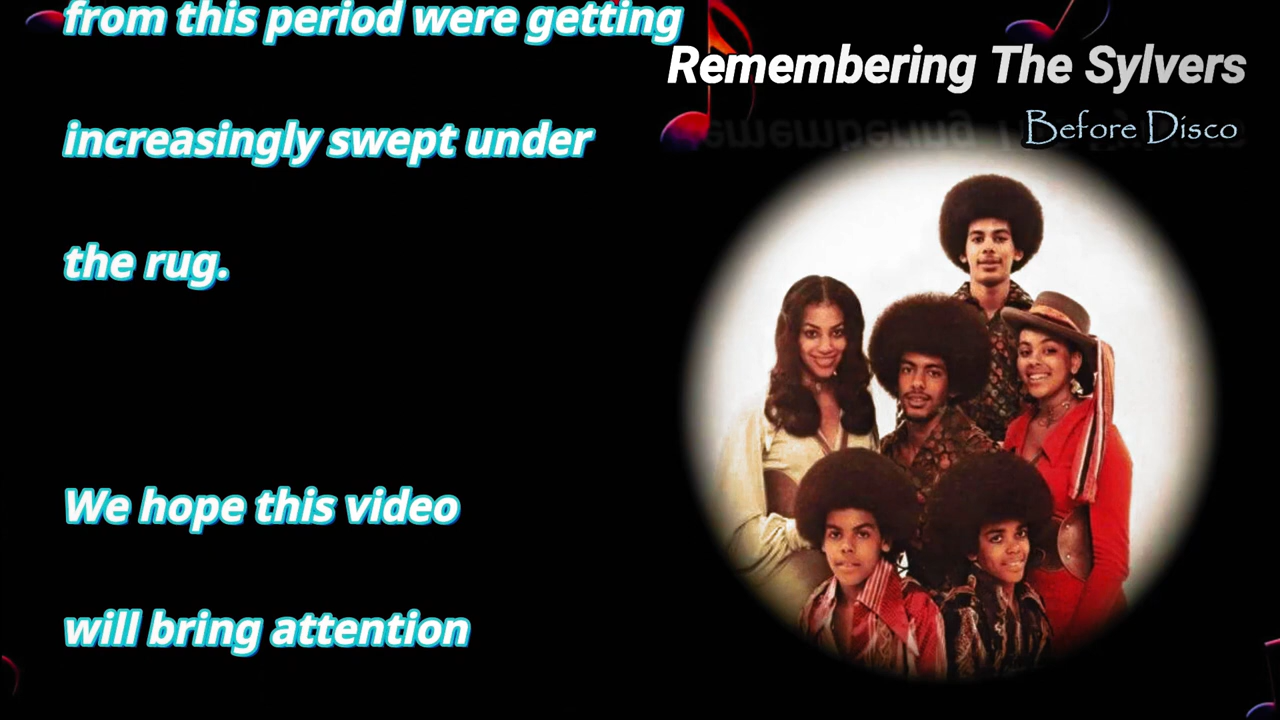 from this period were getting
increasingly swept under
the rug.
We hope this video
will bring attention
Remembering The Sylvers
Before Disco